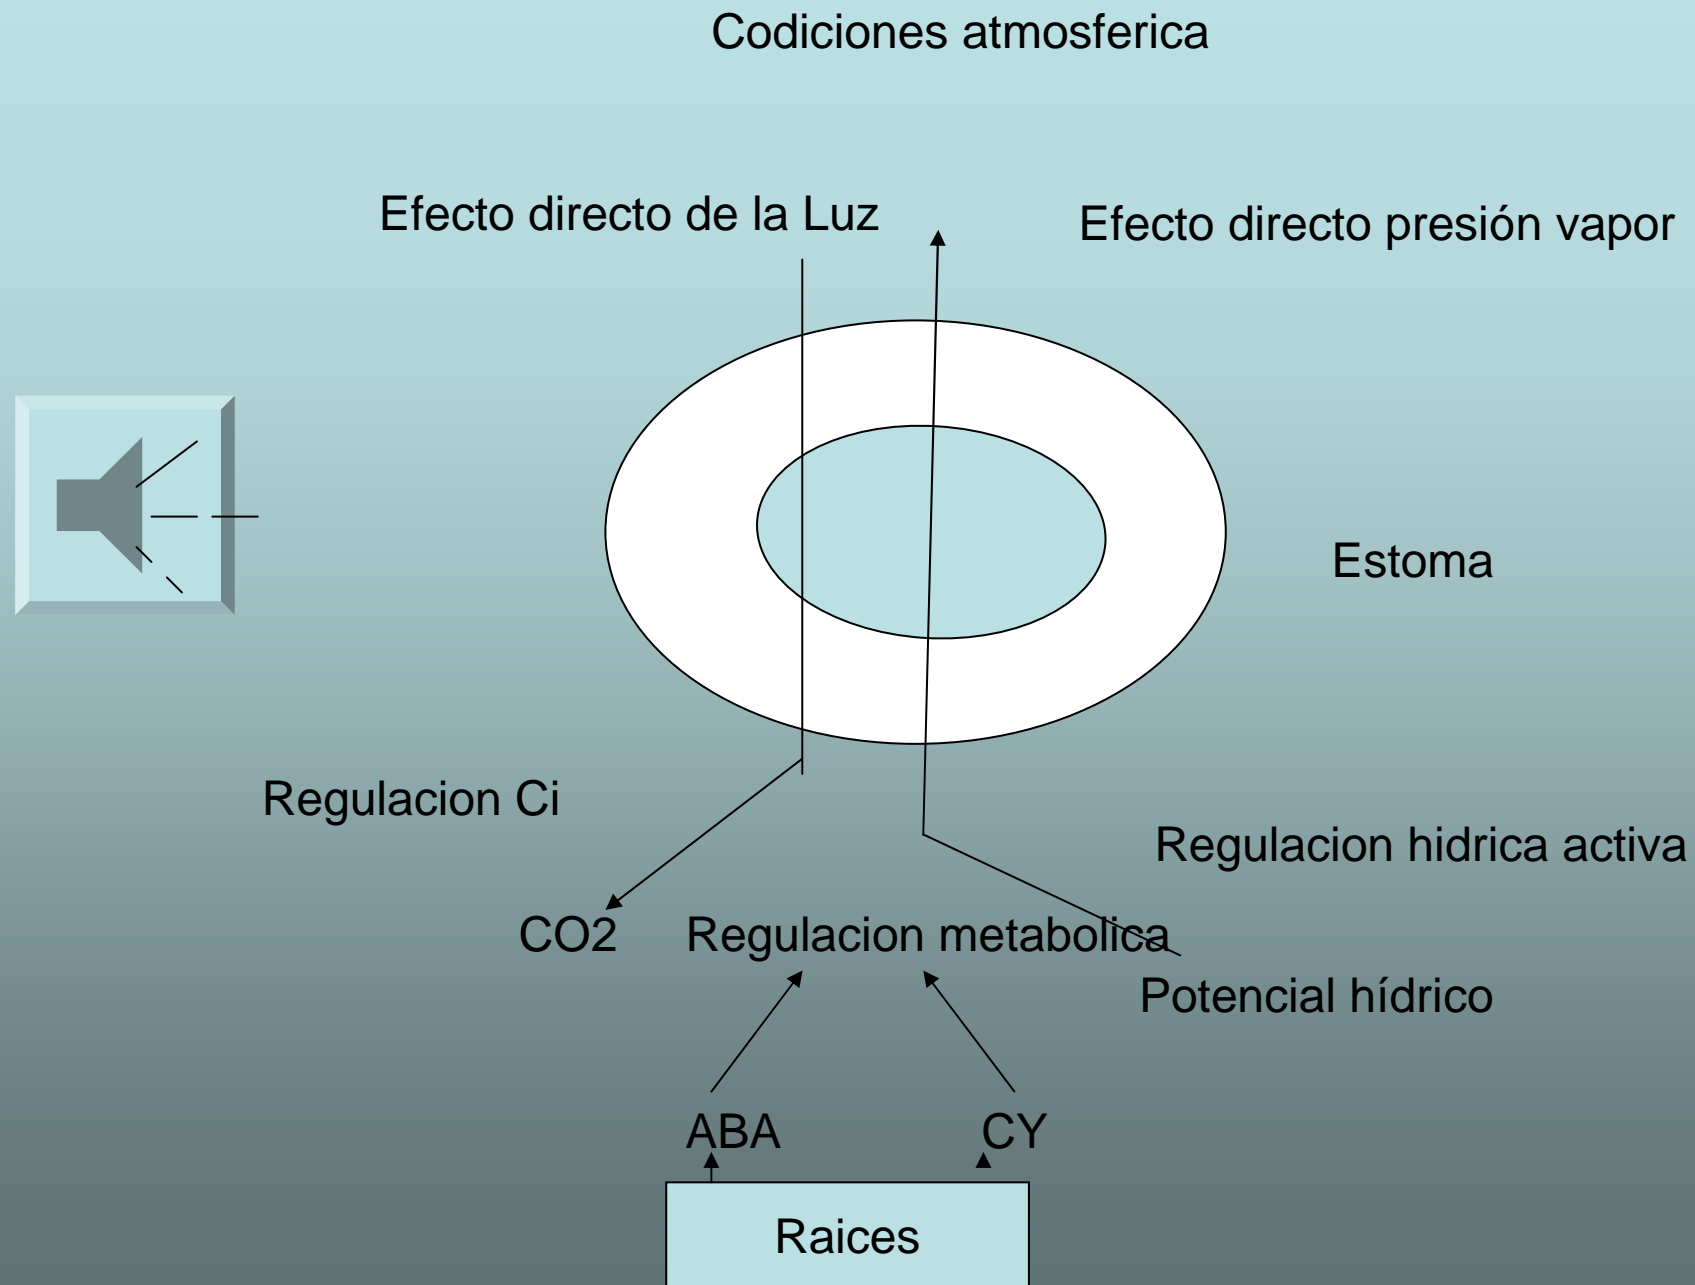 Codiciones atmosferica
Efecto directo de la Luz
Efecto directo presión vapor
Estoma
Regulacion Ci
Regulacion hidrica activa
CO2
Regulacion metabolica
Potencial hídrico
ABA
CY
Raices